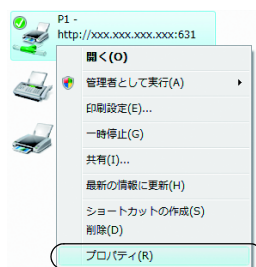 P1 -
http://xxx.xxx.xxx.xxx:631
開く(O)
管理者として実行(A)
印刷設定(E)...
一時停止(G)
共有(I)...
最新の情報に更新(H)
ショートカットの作成(S)
削除(D)
プロパティ(R)